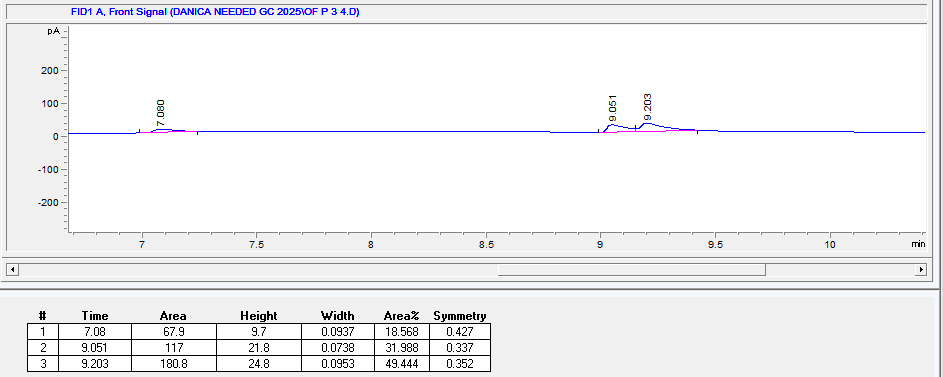 FID1 A, Front Signal (DANICA NEEDED GC 2025\OF P 3 4.D)
pA
200
100
0
-100
-200
7.080
9.051
9.203
7 7.5 8 8.5 9 9.5 10 min
# Time Area Height Width Area% Symmetry
1 7.08 67.9 9.7 0.0937 18.568 0.427
2 9.051 117 21.8 0.0738 31.988 0.337
3 9.203 180.8 24.8 0.0953 49.444 0.352